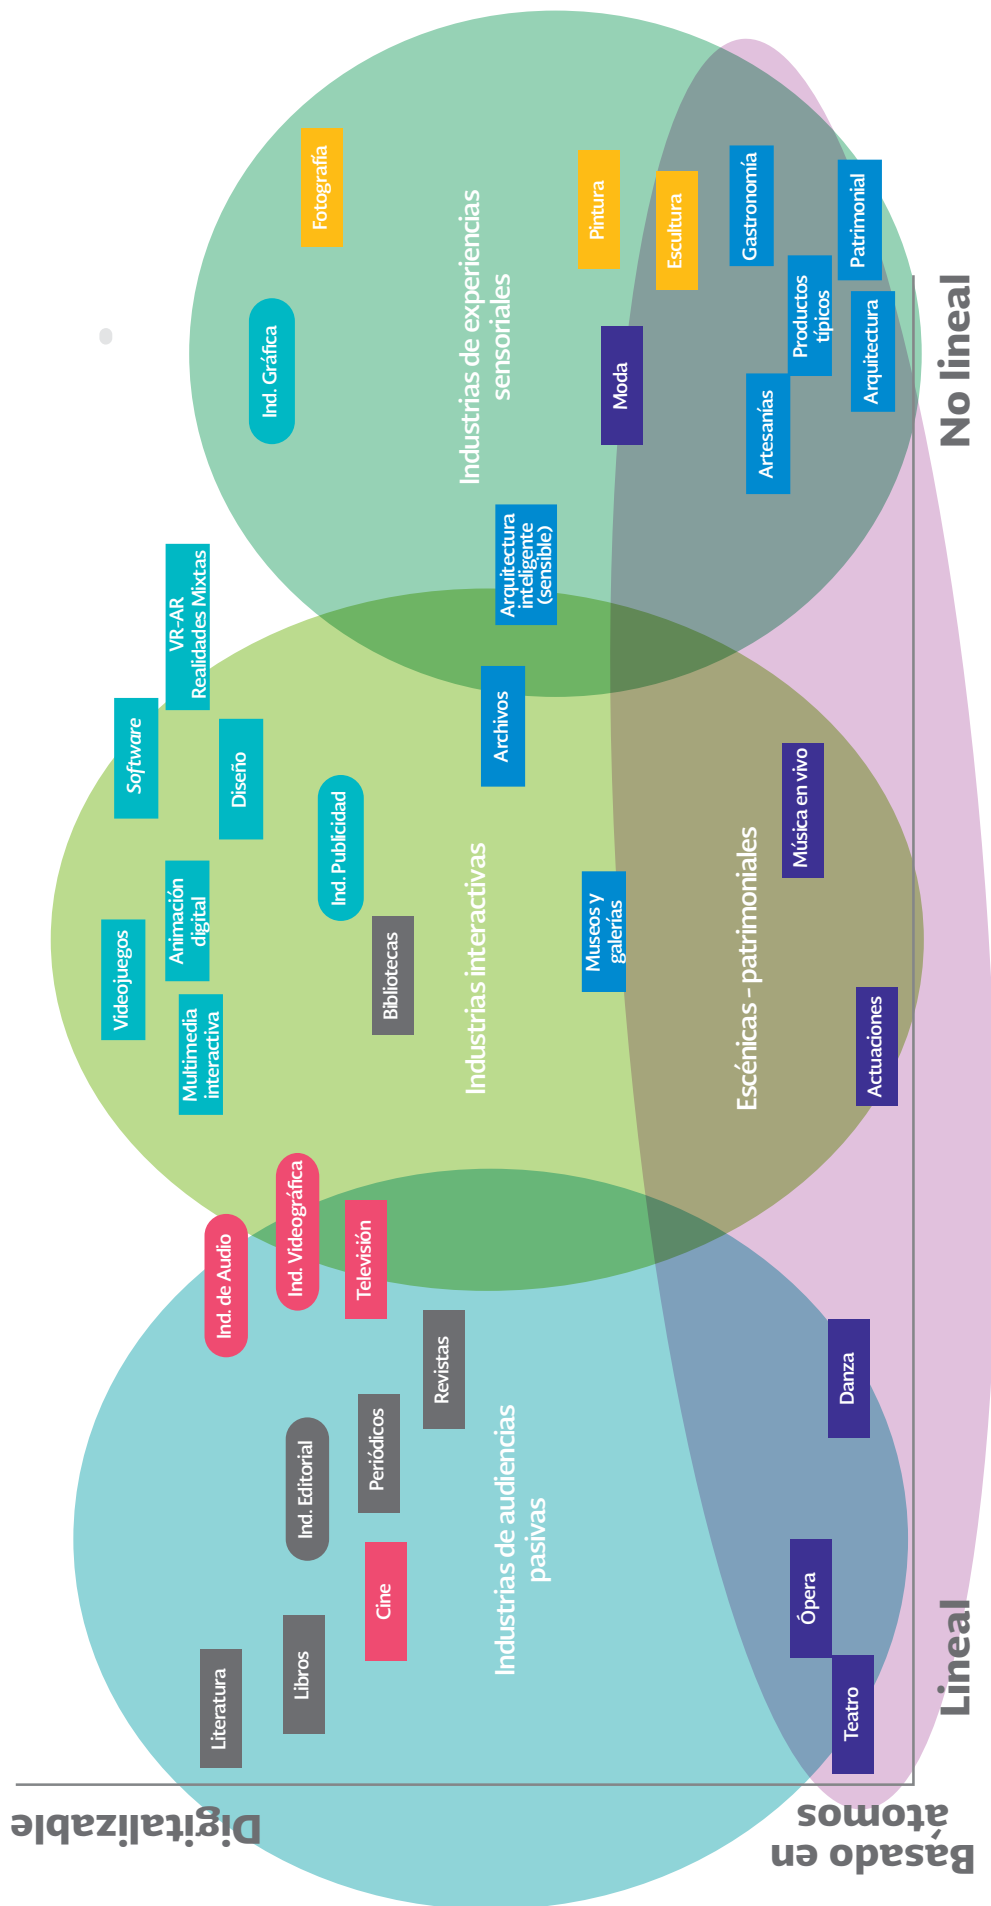 Digitalizable
Basado en
átomos
Lineal
No lineal
Industrias de audiencias
pasivas
Industrias interactivas
Industrias de experiencias
sensoriales
Escénicas - patrimoniales
Literatura
Libros
Ind. Editorial
Cine
Periódicos
Revistas
Ind. de Audio
Ind. Videográfica
Televisión
Ópera
Teatro
Danza
Videojuegos
Multimedia
interactiva
Animación
digital
Software
VR-AR
Realidades Mixtas
Diseño
Ind. Publicidad
Bibliotecas
Archivos
Museos y
galerías
Música en vivo
Actuaciones
Arquitectura
inteligente
(sensible)
Ind. Gráfica
Fotografía
Pintura
Escultura
Moda
Gastronomía
Productos
típicos
Patrimonial
Artesanías
Arquitectura